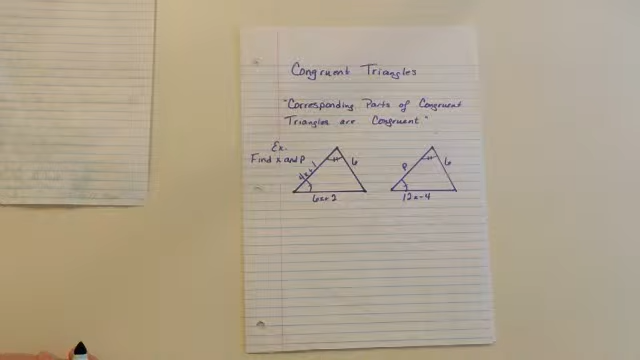 Congruent Triangles
"Corresponding Parts of Congruent
Triangles are Congruent"
Ex.
Find x and P
6
P
6
6x+2
12x-4